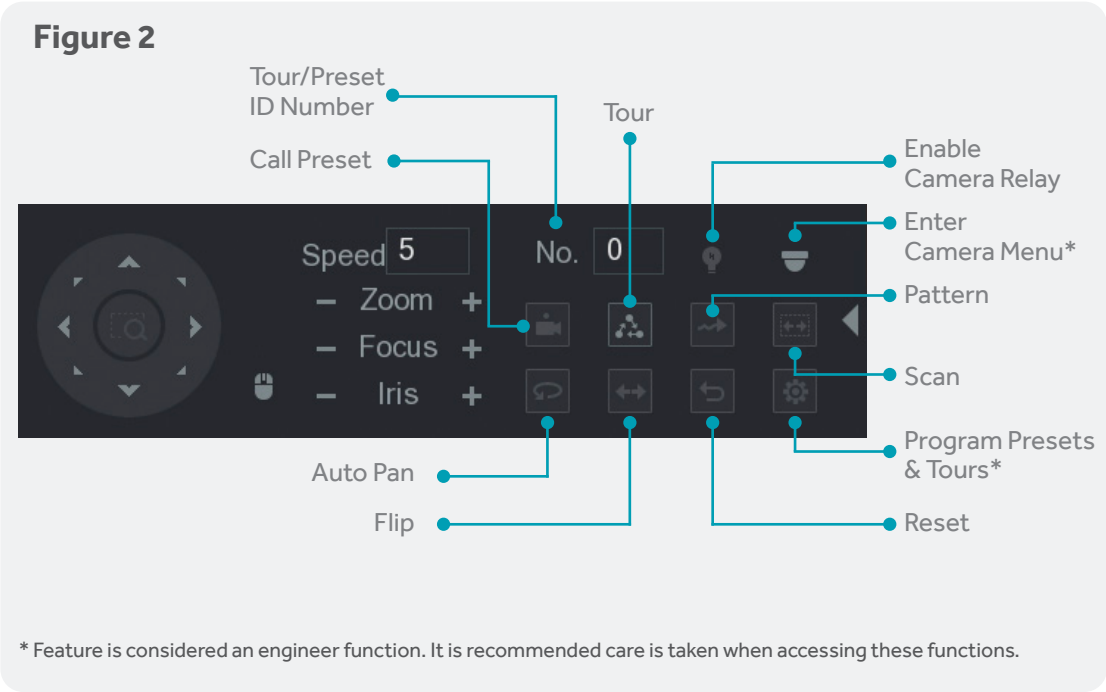 Figure 2
Tour/Preset
ID Number
Tour
Call Preset
Enable
Camera Relay
Enter
Camera Menu*
Speed 5
No. 0
– Zoom +
Pattern
– Focus +
Scan
– Iris +
Program Presets
& Tours*
Auto Pan
Flip
Reset
* Feature is considered an engineer function. It is recommended care is taken when accessing these functions.